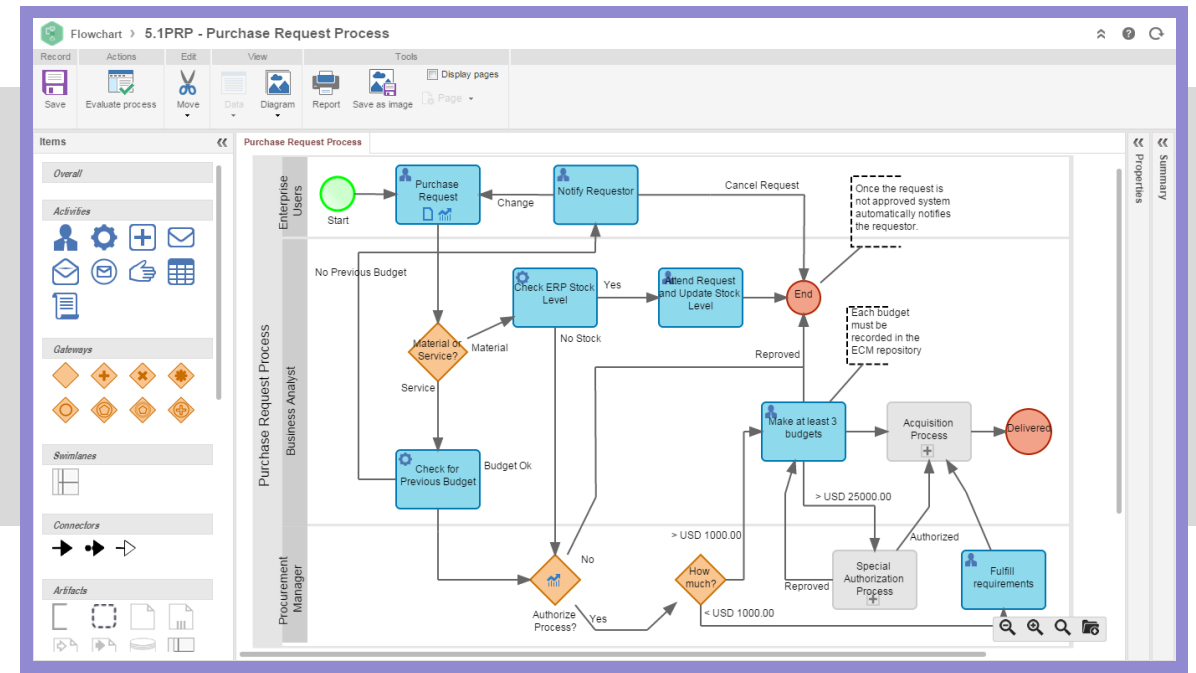 Flowchart > 5.1PRP - Purchase Request Process
Record
Actions
Edit
View
Tools
Save
Evaluate process
Move
Data
Diagram
Report
Save as image
Display pages
Page
Items
Purchase Request Process
Overall
Activities
Gateways
Swimlanes
Connectors
Artifacts
Purchase Request Process
Enterprise
Users
Start
Purchase
Request
Change
Notify Requestor
Cancel Request
Once the request is
not approved system
automatically notifies
the requestor.
Business Analyst
No Previous Budget
Check ERP Stock
Level
Yes
Attend Request
and Update Stock
Level
End
Each budget
must be
recorded in the
ECM repository
Material or
Service?
Material
No Stock
Reproved
Service
Check for
Previous Budget
Budget Ok
Make at least 3
budgets
Acquisition
Process
Delivered
> USD 25000.00
Procurement
Manager
> USD 1000.00
Authorized
No
Authorize
Process?
Yes
How
much?
< USD 1000.00
Reproved
Special
Authorization
Process
Fulfill
requirements
Properties
Summary